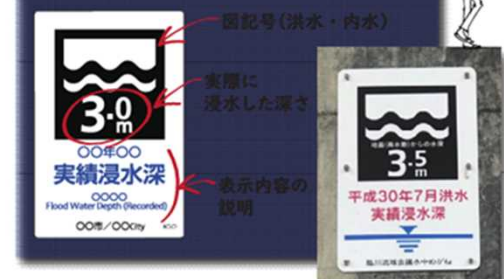 図記号(洪水・内水)
実際に
浸水した深さ
表示内容の
説明
3.0
m
〇〇年〇〇
実績浸水深
〇〇〇〇
Flood Water Depth (Recorded)
〇〇市/〇〇City
3.5
m
平成30年7月洪水
実績浸水深